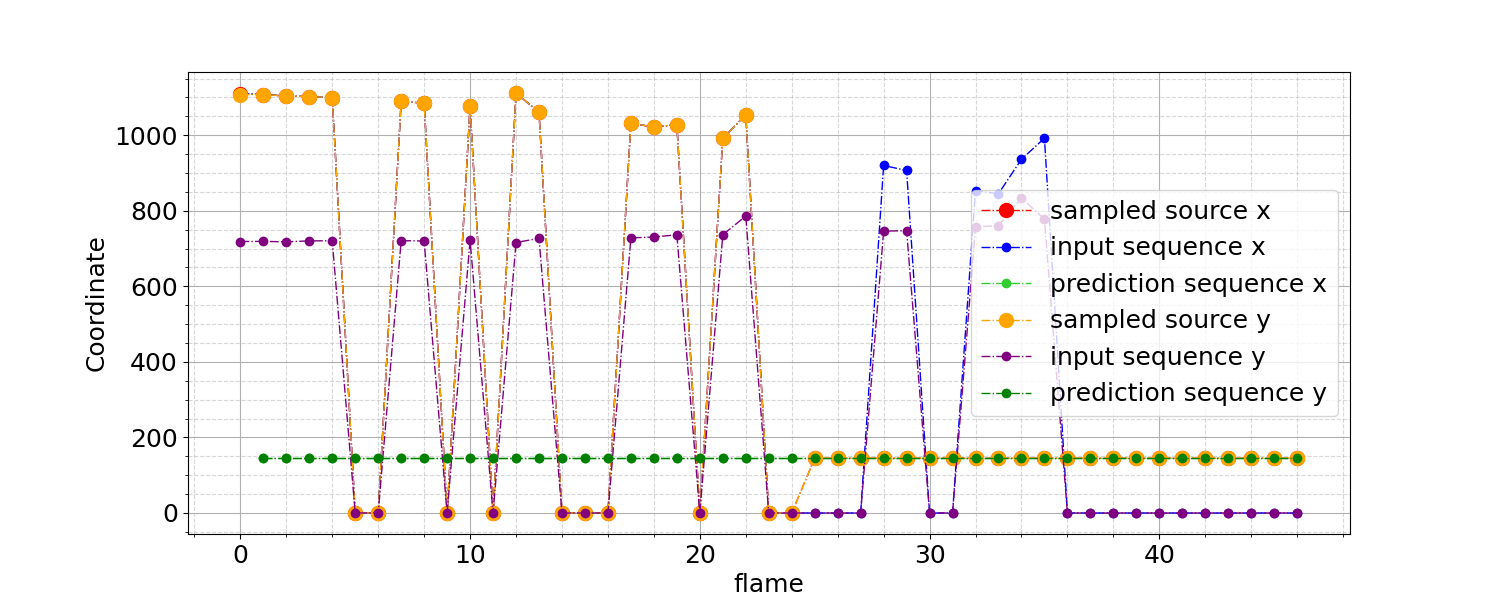 1000
800
600
400
200
0
Coordinate
sampled source x
input sequence x
prediction sequence x
sampled source y
input sequence y
prediction sequence y
0 10 20 30 40
flame